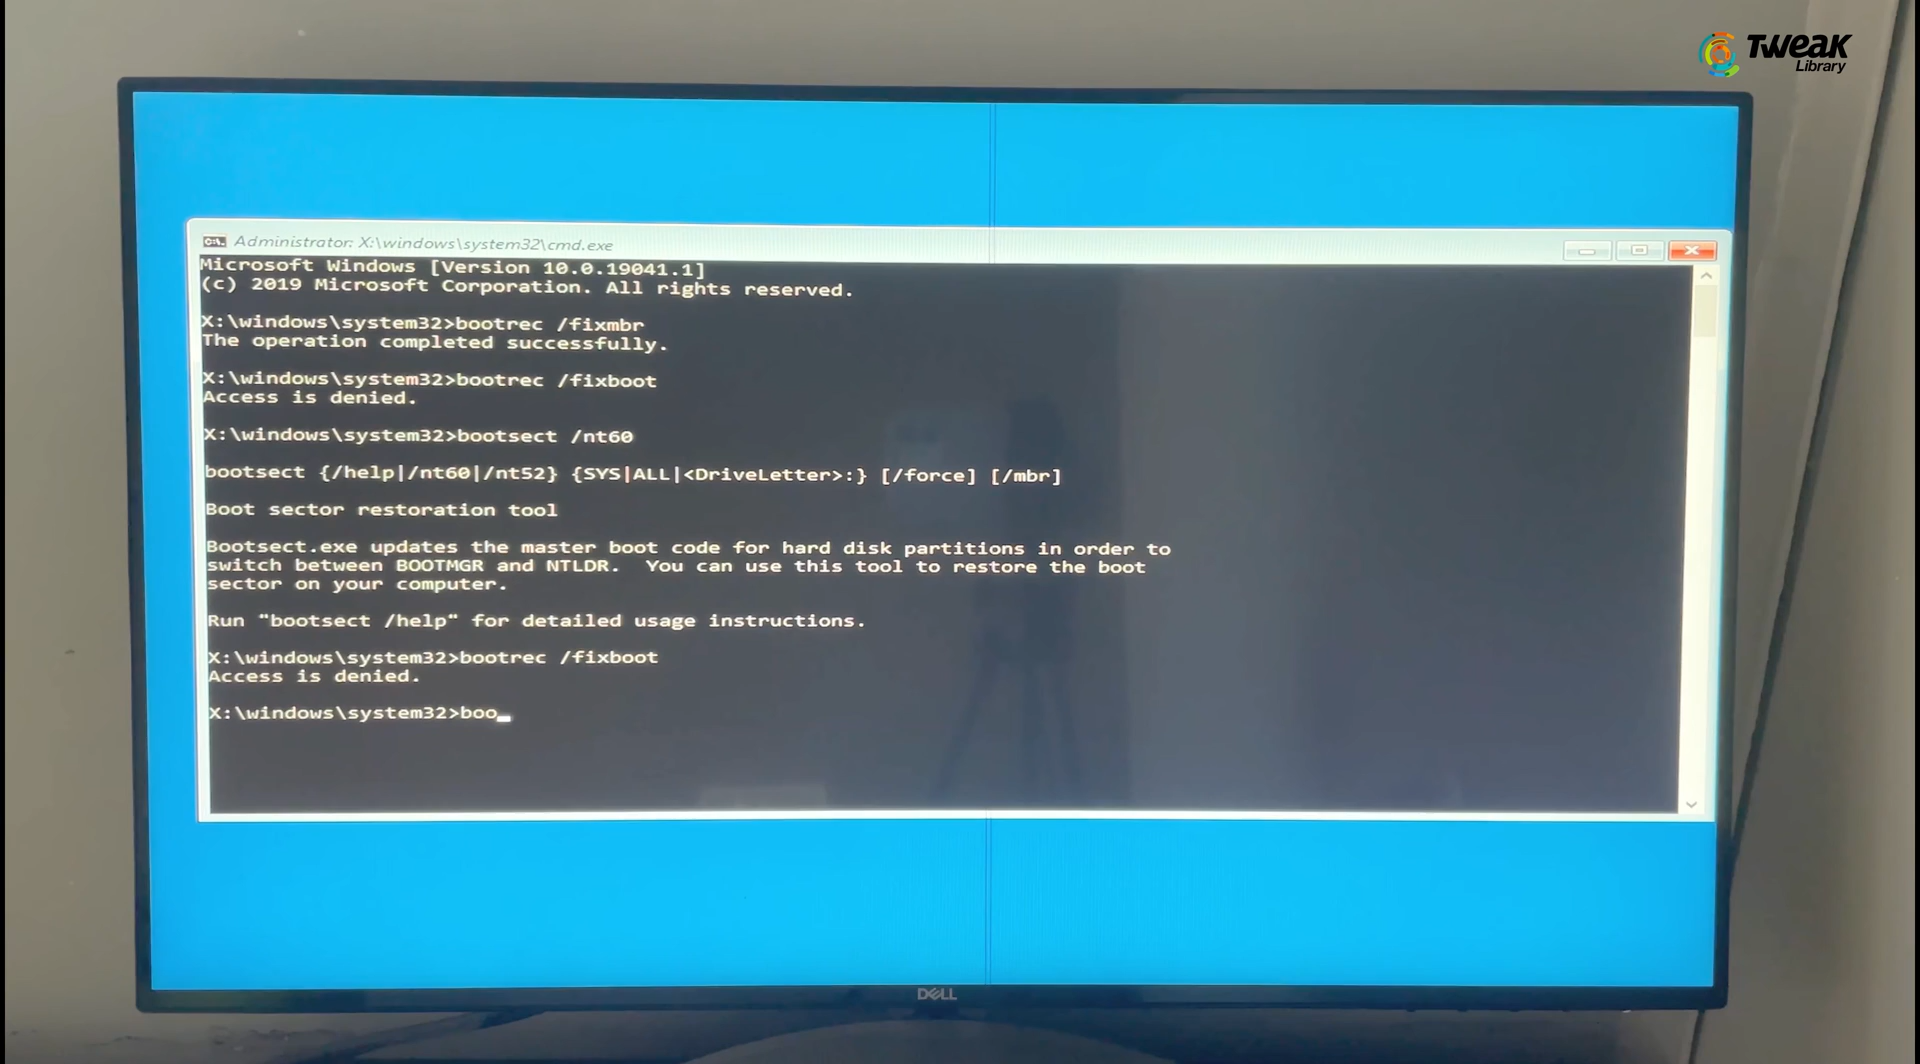 Tweak
Library
Administrator: X:\windows\system32\cmd.exe
Microsoft Windows [Version 10.0.19041.1]
(c) 2019 Microsoft Corporation. All rights reserved.
X:\windows\system32>bootrec /fixmbr
The operation completed successfully.
X:\windows\system32>bootrec /fixboot
Access is denied.
X:\windows\system32>bootsect /nt60
bootsect {/help|/nt60|/nt52} {SYS|ALL|<DriveLetter>:} [/force] [/mbr]
Boot sector restoration tool
Bootsect.exe updates the master boot code for hard disk partitions in order to
switch between BOOTMGR and NTLDR.  You can use this tool to restore the boot
sector on your computer.
Run "bootsect /help" for detailed usage instructions.
X:\windows\system32>bootrec /fixboot
Access is denied.
X:\windows\system32>boo_
DELL